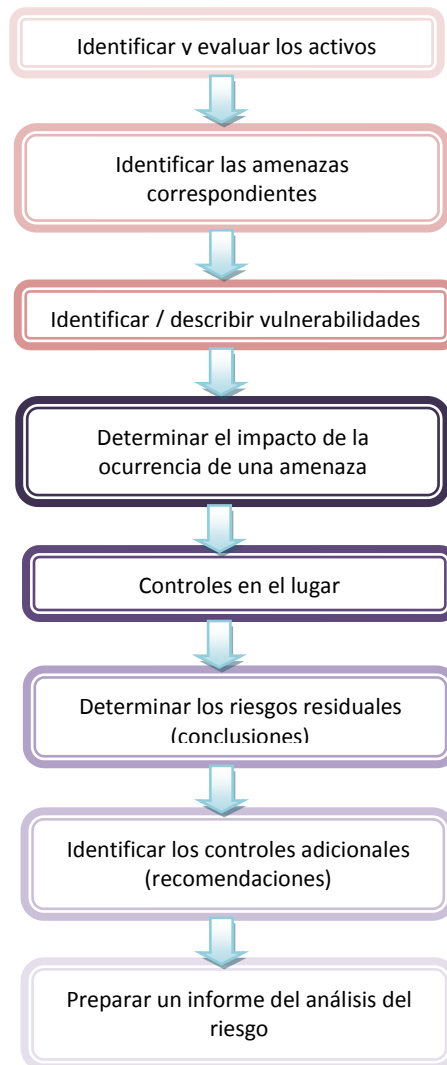 Identificar y evaluar los activos
Identificar las amenazas
correspondientes
Identificar / describir vulnerabilidades
Determinar el impacto de la
ocurrencia de una amenaza
Controles en el lugar
Determinar los riesgos residuales
(conclusiones)
Identificar los controles adicionales
(recomendaciones)
Preparar un informe del análisis del
riesgo